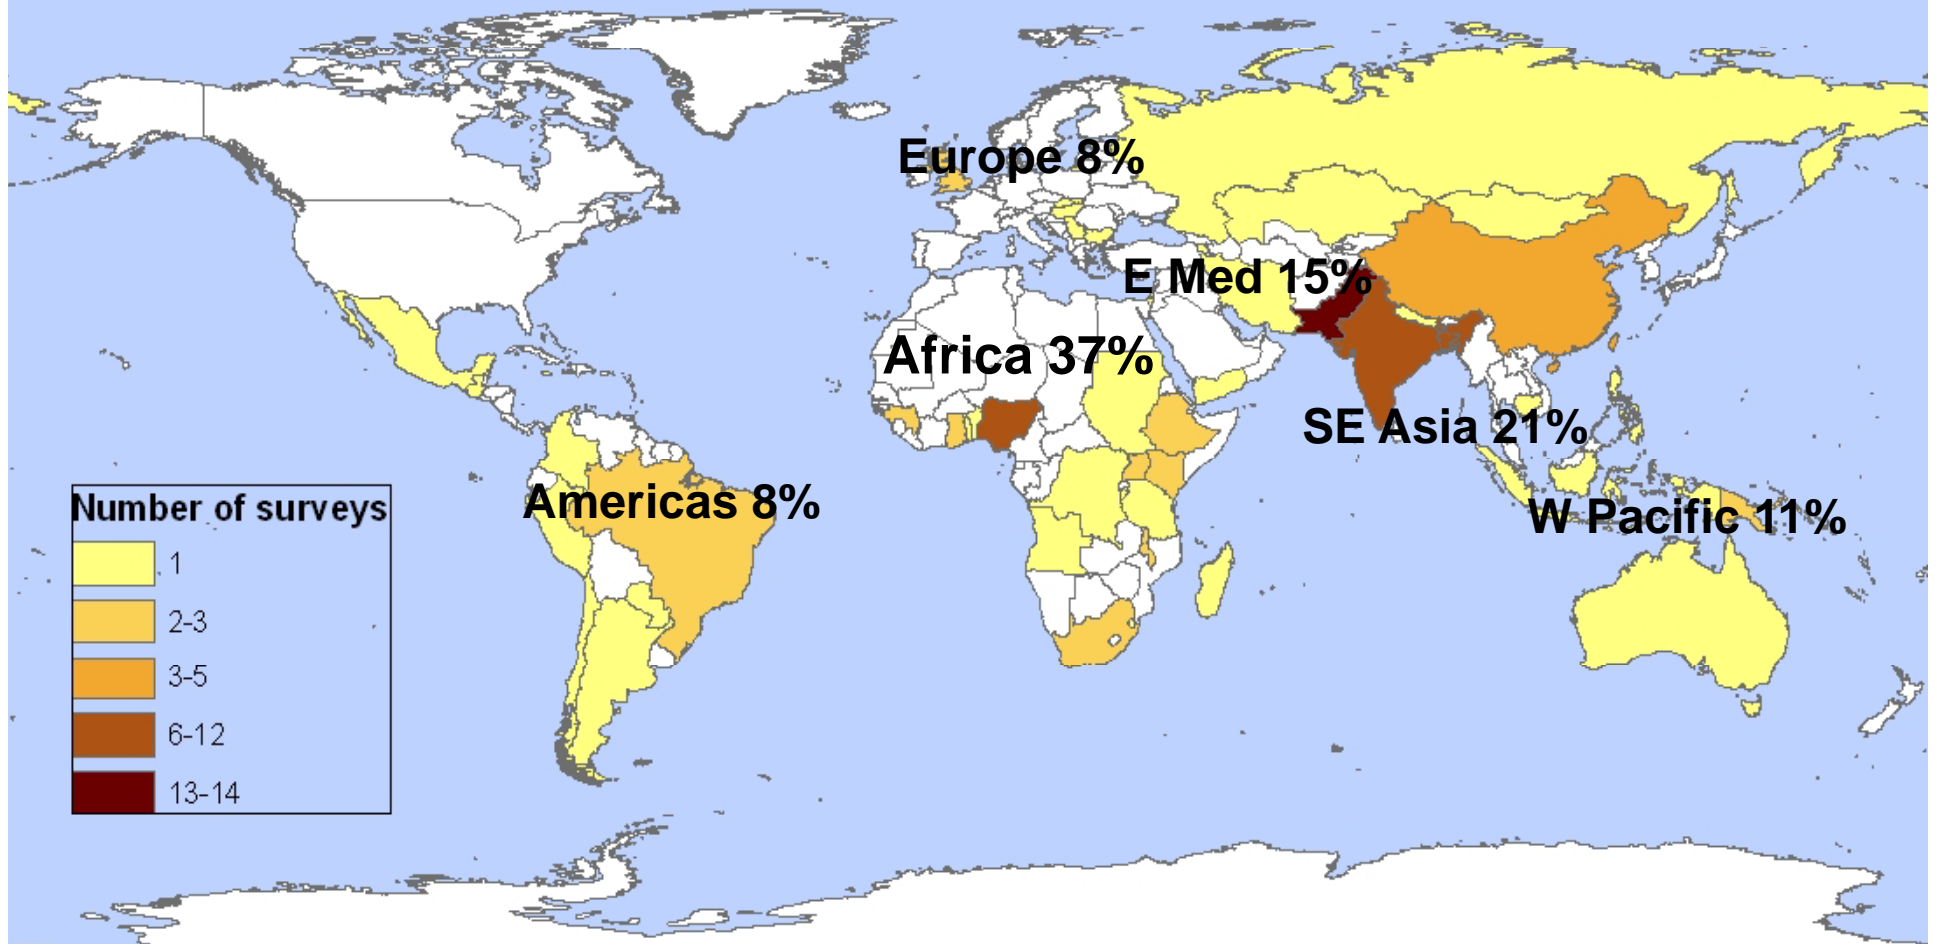 Europe 8%
E Med 15%
Africa 37%
SE Asia 21%
Americas 8%
W Pacific 11%
Number of surveys
1
2-3
3-5
6-12
13-14